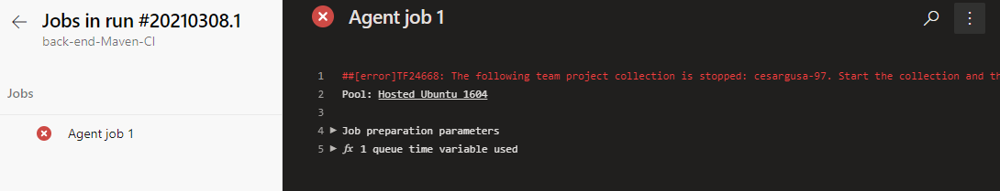 Jobs in run #20210308.1
back-end-Maven-CI
Jobs
Agent job 1
Agent job 1
1 ##[error]TF24668: The following team project collection is stopped: cesargusa-97. Start the collection and th
2 Pool: Hosted Ubuntu 1604
3
4 Job preparation parameters
5 fx 1 queue time variable used